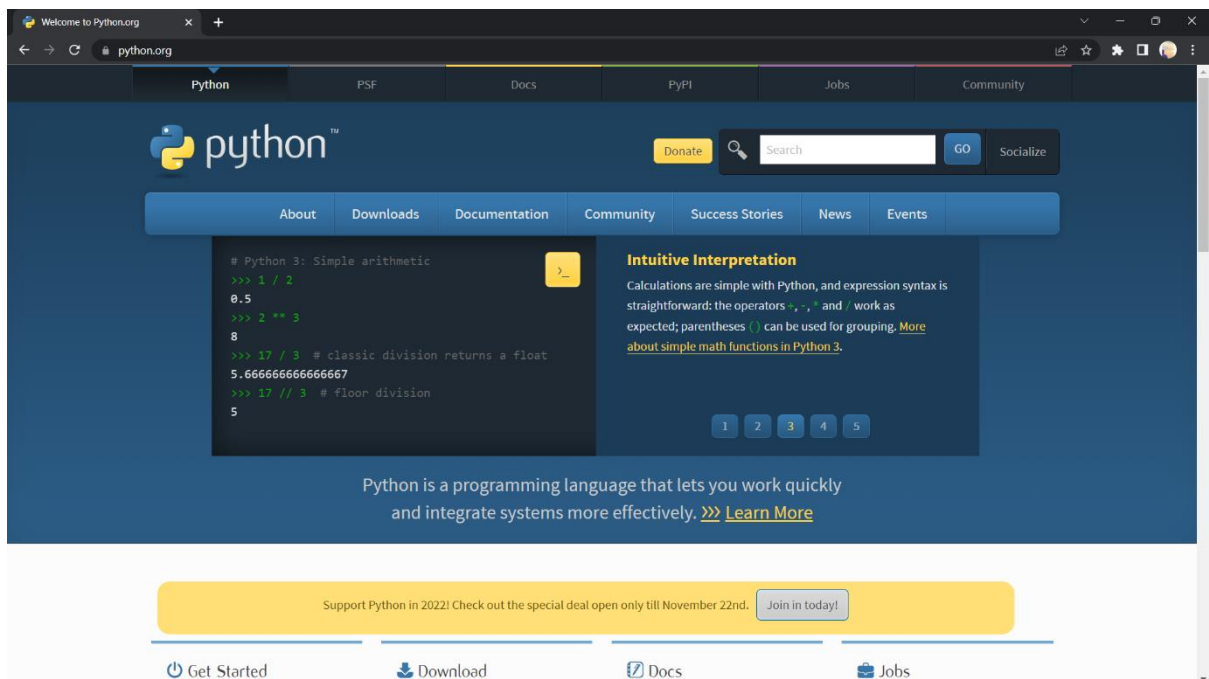 Welcome to Python.org
python.org
Python PSF Docs PyPI Jobs Community
python™
Donate Search GO Socialize
About Downloads Documentation Community Success Stories News Events
# Python 3: Simple arithmetic
>>> 1 / 2
0.5
>>> 2 ** 3
8
>>> 17 / 3  # classic division returns a float
5.666666666666667
>>> 17 // 3  # floor division
5
>_
Intuitive Interpretation
Calculations are simple with Python, and expression syntax is
straightforward: the operators +, -, * and / work as
expected; parentheses () can be used for grouping. More
about simple math functions in Python 3.
1 2 3 4 5
Python is a programming language that lets you work quickly
and integrate systems more effectively. >>> Learn More
Support Python in 2022! Check out the special deal open only till November 22nd. Join in today!
Get Started Download Docs Jobs